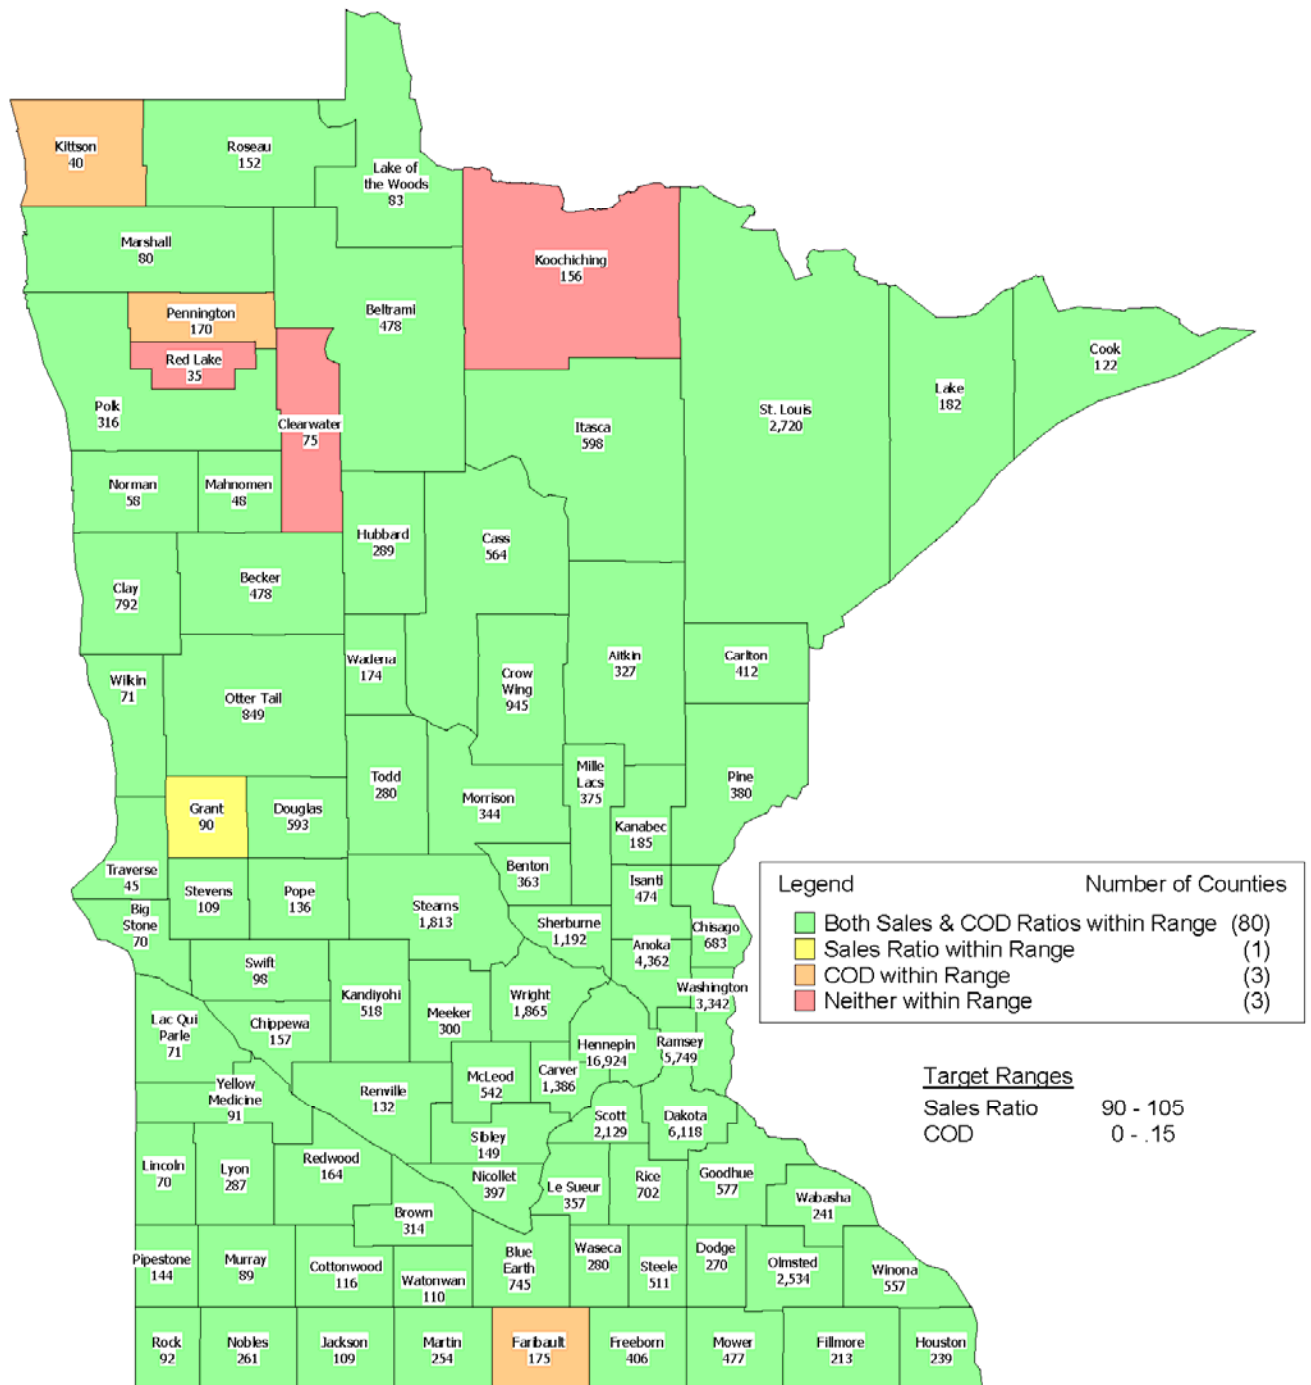 Kittson
40
Roseau
152
Lake of
the Woods
83
Koochiching
156
Marshall
80
Pennington
170
Beltrami
478
Red Lake
35
Cook
122
Lake
182
Polk
316
St. Louis
2,720
Clearwater
75
Itasca
598
Norman
58
Mahnomen
48
Hubbard
289
Cass
564
Clay
792
Becker
478
Wadena
174
Aitkin
327
Carlton
412
Wilkin
71
Crow
Wing
945
Otter Tail
849
Mille
Lacs
375
Todd
280
Pine
380
Morrison
344
Grant
90
Douglas
593
Kanabec
185
Traverse
45
Benton
363
Isanti
474
Stevens
109
Pope
136
Legend
Number of Counties
Both Sales & COD Ratios within Range (80)
Sales Ratio within Range (1)
COD within Range (3)
Neither within Range (3)
Big
Stone
70
Stearns
1,813
Sherburne
1,192
Chisago
683
Anoka
4,362
Swift
98
Kandiyohi
518
Washington
3,342
Wright
1,865
Meeker
300
Lac Qui
Parle
71
Chippewa
157
Hennepin
16,924
Ramsey
5,749
McLeod
542
Carver
1,386
Target Ranges
Sales Ratio 90 - 105
COD 0 - .15
Yellow
Medicine
91
Renville
132
Scott
2,129
Dakota
6,118
Sibley
149
Lincoln
70
Lyon
287
Redwood
164
Nicollet
397
Le Sueur
357
Rice
702
Goodhue
577
Wabasha
241
Brown
314
Pipestone
144
Murray
89
Cottonwood
116
Watonwan
110
Blue
Earth
745
Waseca
280
Steele
511
Dodge
270
Olmsted
2,534
Winona
557
Rock
92
Nobles
261
Jackson
109
Martin
254
Faribault
175
Freeborn
406
Mower
477
Fillmore
213
Houston
239